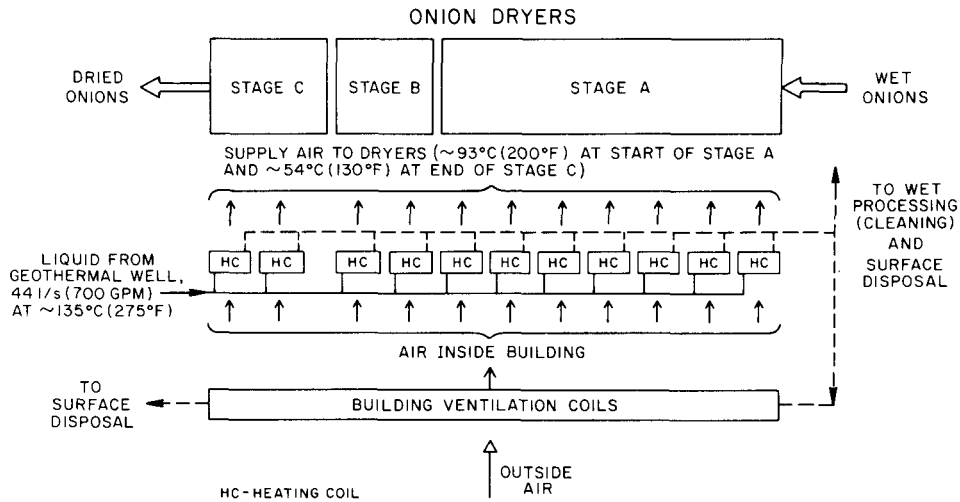 ONION DRYERS
DRIED
ONIONS
STAGE C
STAGE B
STAGE A
WET
ONIONS
SUPPLY AIR TO DRYERS (~93°C (200°F) AT START OF STAGE A
AND ~54°C (130°F) AT END OF STAGE C)
TO WET
PROCESSING
(CLEANING)
AND
SURFACE
DISPOSAL
LIQUID FROM
GEOTHERMAL WELL,
44 l/s (700 GPM)
AT ~135°C (275°F)
HC HC HC HC HC HC HC HC HC HC HC
AIR INSIDE BUILDING
TO
SURFACE
DISPOSAL
BUILDING VENTILATION COILS
OUTSIDE
AIR
HC-HEATING COIL